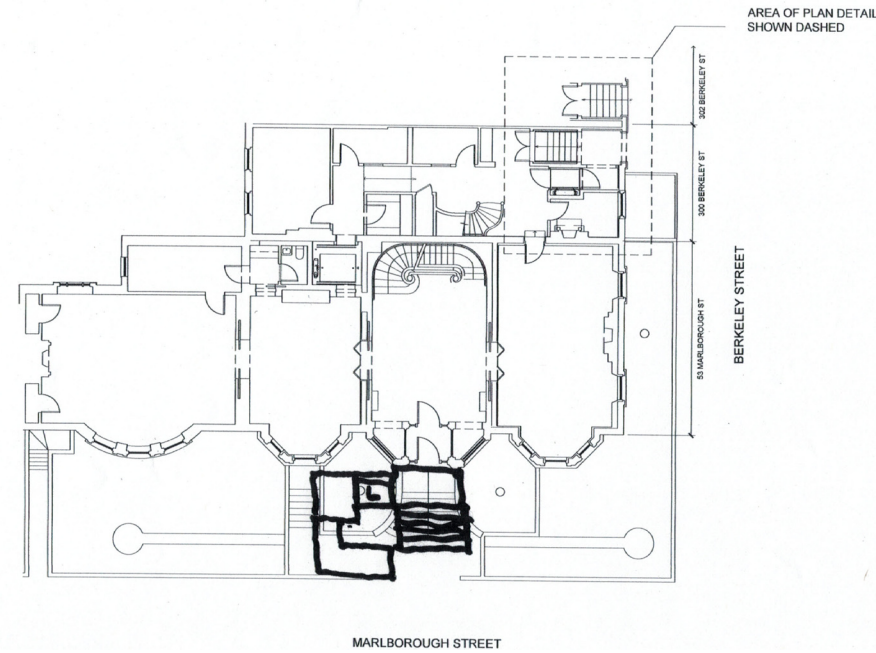 AREA OF PLAN DETAIL
SHOWN DASHED
302 BERKELEY ST
300 BERKELEY ST
53 MARLBOROUGH ST
BERKELEY STREET
L
MARLBOROUGH STREET